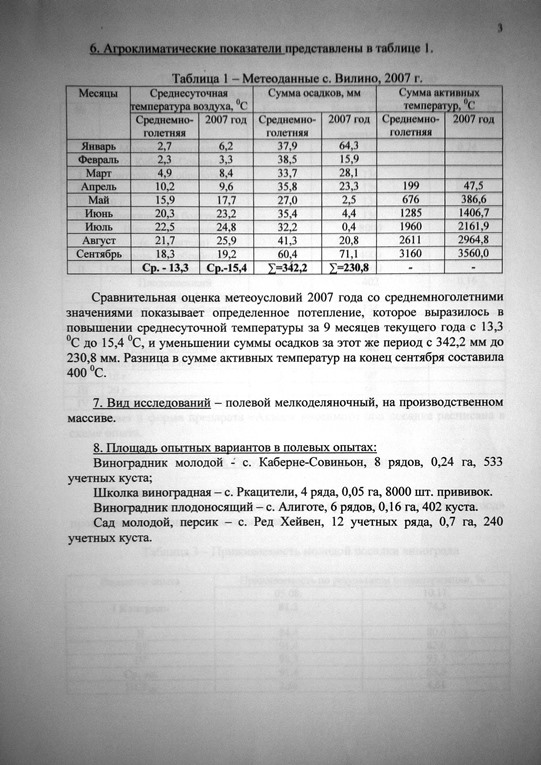 3
6. Агроклиматические показатели представлены в таблице 1.
Таблица 1 – Метеоданные с. Вилино, 2007 г.
Месяцы Среднесуточная температура воздуха, ⁰С Сумма осадков, мм Сумма активных температур, ⁰С
Среднемно-голетняя 2007 год Среднемно-голетняя 2007 год Среднемно-голетняя 2007 год
Январь 2,7 6,2 37,9 64,3
Февраль 2,3 3,3 38,5 15,9
Март 4,9 8,4 33,7 28,1
Апрель 10,2 9,6 35,8 23,3 199 47,5
Май 15,9 17,7 27,0 2,5 676 386,6
Июнь 20,3 23,2 35,4 4,4 1285 1406,7
Июль 22,5 24,8 32,2 0,4 1960 2161,9
Август 21,7 25,9 41,3 20,8 2611 2964,8
Сентябрь 18,3 19,2 60,4 71,1 3160 3560,0
Ср. - 13,3 Ср.-15,4 ∑=342,2 ∑=230,8 - -
Сравнительная оценка метеоусловий 2007 года со среднемноголетними
значениями показывает определенное потепление, которое выразилось в
повышении среднесуточной температуры за 9 месяцев текущего года с 13,3
⁰С до 15,4 ⁰С, и уменьшении суммы осадков за этот же период с 342,2 мм до
230,8 мм. Разница в сумме активных температур на конец сентября составила
400 ⁰С.
7. Вид исследований – полевой мелкоделяночный, на производственном
массиве.
8. Площадь опытных вариантов в полевых опытах:
Виноградник молодой - с. Каберне-Совиньон, 8 рядов, 0,24 га, 533
учетных куста;
Школка виноградная – с. Ркацители, 4 ряда, 0,05 га, 8000 шт. прививок.
Виноградник плодоносящий – с. Алиготе, 6 рядов, 0,16 га, 402 куста.
Сад молодой, персик – с. Ред Хейвен, 12 учетных ряда, 0,7 га, 240
учетных куста.